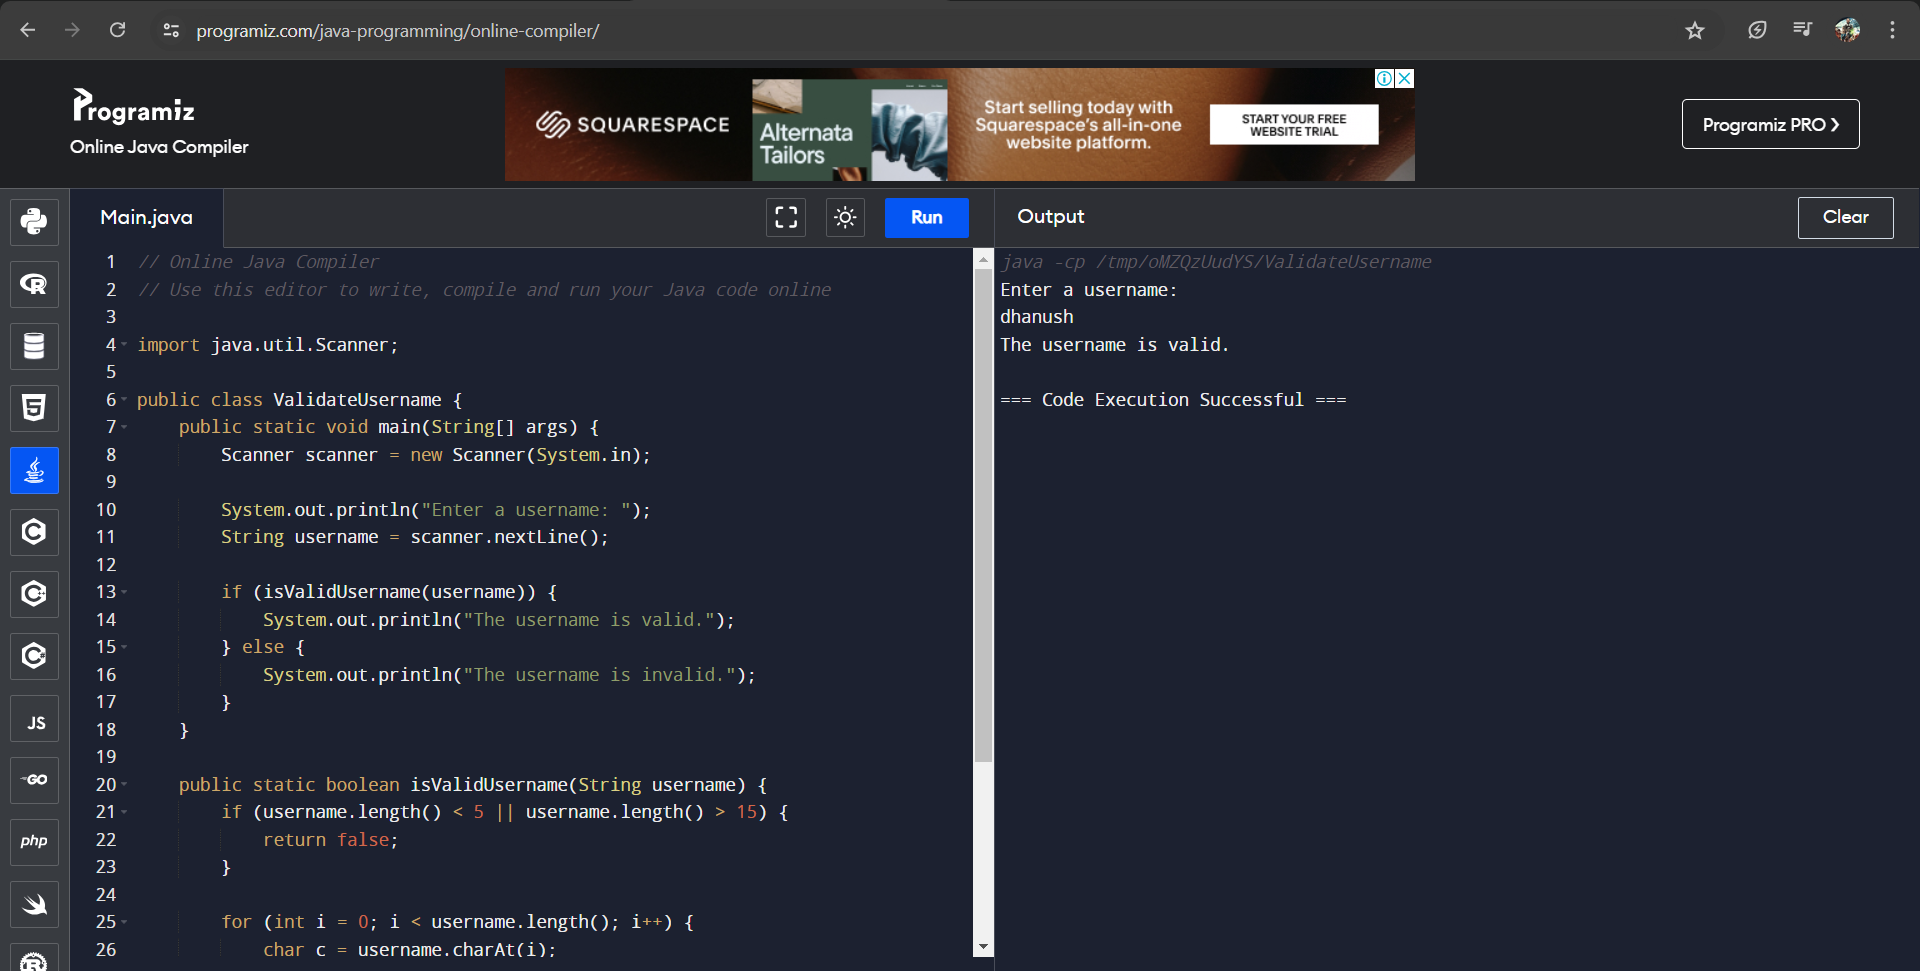 programiz.com/java-programming/online-compiler/
Programiz
Online Java Compiler
SQUARESPACE
Alternata
Tailors
Start selling today with
Squarespace's all-in-one
website platform.
START YOUR FREE
WEBSITE TRIAL
Programiz PRO ❯
Main.java
Run
Output
Clear
1 // Online Java Compiler
2 // Use this editor to write, compile and run your Java code online
3
4 import java.util.Scanner;
5
6 public class ValidateUsername {
7     public static void main(String[] args) {
8         Scanner scanner = new Scanner(System.in);
9
10         System.out.println("Enter a username: ");
11         String username = scanner.nextLine();
12
13         if (isValidUsername(username)) {
14             System.out.println("The username is valid.");
15         } else {
16             System.out.println("The username is invalid.");
17         }
18     }
19
20     public static boolean isValidUsername(String username) {
21         if (username.length() < 5 || username.length() > 15) {
22             return false;
23         }
24
25         for (int i = 0; i < username.length(); i++) {
26             char c = username.charAt(i);
java -cp /tmp/oMZQzUudYS/ValidateUsername
Enter a username:
dhanush
The username is valid.
=== Code Execution Successful ===
R
5
C
C++
C#
JS
GO
php
R